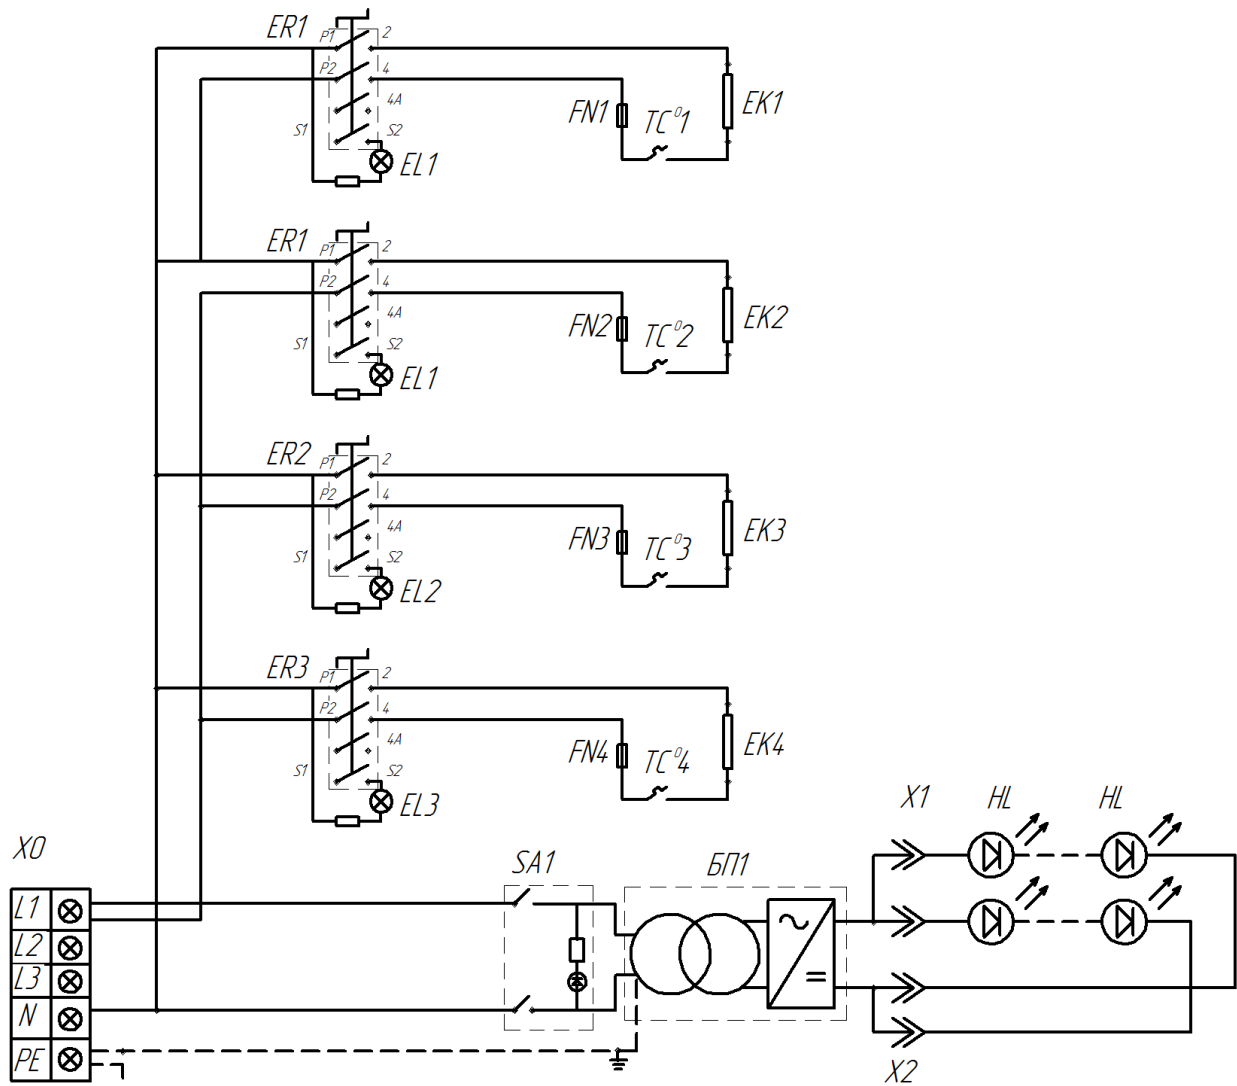 ER1
P1
2
P2
4
4A
S1
S2
EL1
FN1
TC°1
EK1
ER1
P1
2
P2
4
4A
S1
S2
EL1
FN2
TC°2
EK2
ER2
P1
2
P2
4
4A
S1
S2
EL2
FN3
TC°3
EK3
ER3
P1
2
P2
4
4A
S1
S2
EL3
FN4
TC°4
EK4
X0
L1
L2
L3
N
PE
SA1
БП1
X1
HL
HL
X2